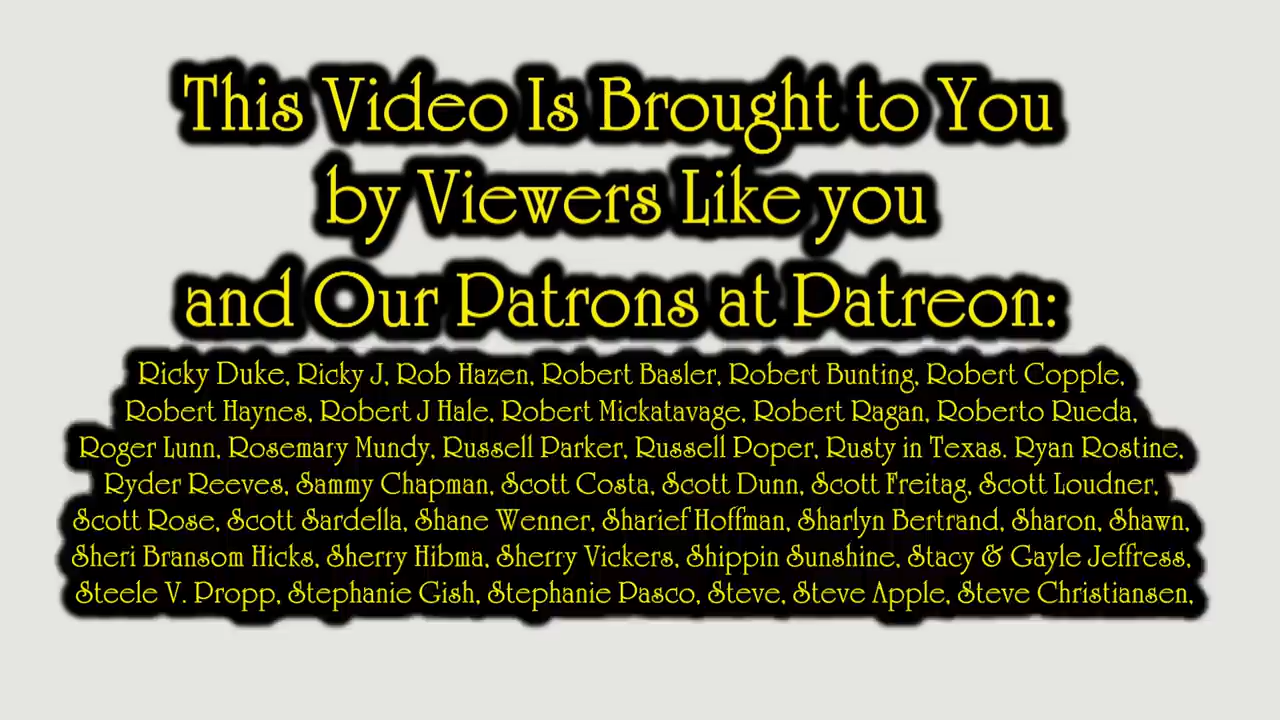 This Video Is Brought to You
by Viewers Like you
and Our Patrons at Patreon:
Ricky Duke, Ricky J, Rob Hazen, Robert Basler, Robert Bunting, Robert Copple,
Robert Haynes, Robert J Hale, Robert Mickatavage, Robert Ragan, Roberto Rueda,
Roger Lunn, Rosemary Mundy, Russell Parker, Russell Poper, Rusty in Texas. Ryan Rostine,
Ryder Reeves, Sammy Chapman, Scott Costa, Scott Dunn, Scott Freitag, Scott Loudner,
Scott Rose, Scott Sardella, Shane Wenner, Sharief Hoffman, Sharlyn Bertrand, Sharon, Shawn,
Sheri Bransom Hicks, Sherry Hibma, Sherry Vickers, Shippin Sunshine, Stacy & Gayle Jeffress,
Steele V. Propp, Stephanie Gish, Stephanie Pasco, Steve, Steve Apple, Steve Christiansen,